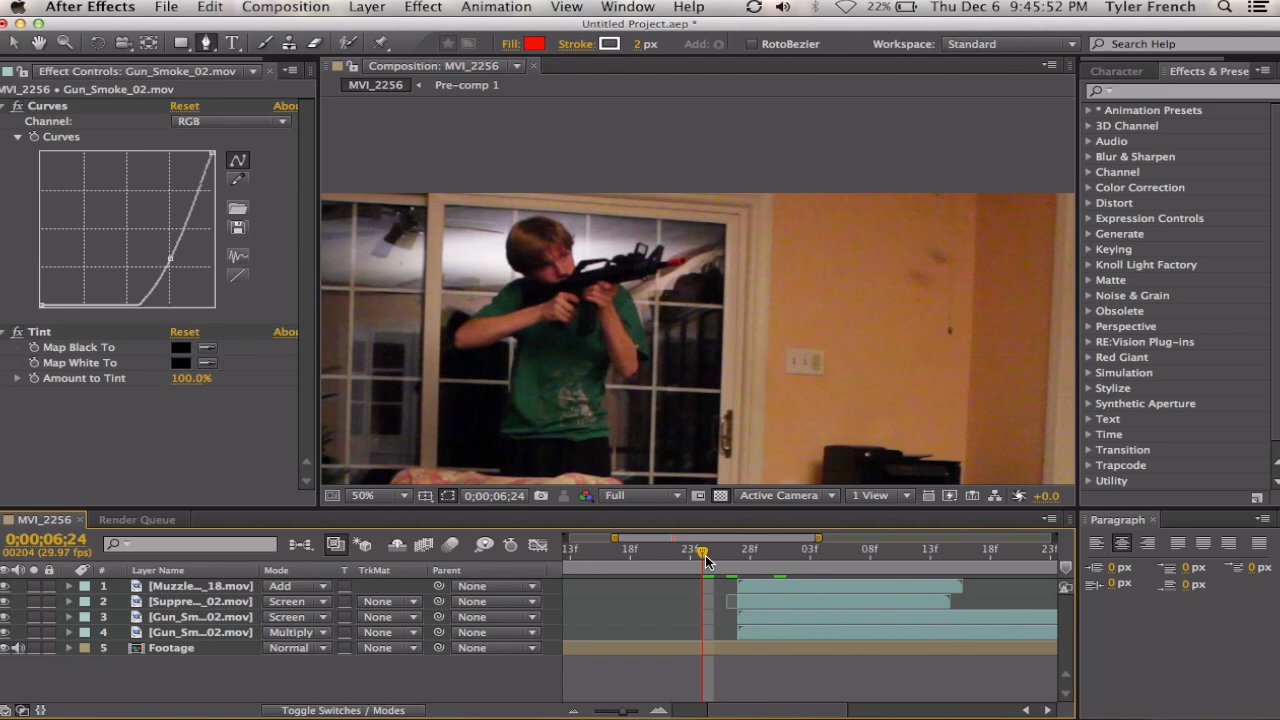 After Effects File Edit Composition Layer Effect Animation View Window Help 22% Thu Dec 6 9:45:52 PM Tyler French
Untitled Project.aep *
T Fill: Stroke: 2 px Add: RotoBezier Workspace: Standard Search Help
Effect Controls: Gun_Smoke_02.mov
MVI_2256 • Gun_Smoke_02.mov
Curves Reset Abou
Channel: RGB
Curves
Tint Reset Abou
Map Black To
Map White To
Amount to Tint 100.0%
Composition: MVI_2256
MVI_2256 Pre-comp 1
50% 0;00;06;24 Full Active Camera 1 View +0.0
Character Effects & Prese
* Animation Presets
3D Channel
Audio
Blur & Sharpen
Channel
Color Correction
Distort
Expression Controls
Generate
Keying
Knoll Light Factory
Matte
Noise & Grain
Obsolete
Perspective
RE:Vision Plug-ins
Red Giant
Simulation
Stylize
Synthetic Aperture
Text
Time
Transition
Trapcode
Utility
MVI_2256 Render Queue
0;00;06;24
00204 (29.97 fps)
13f 18f 23f 28f 03f 08f 13f 18f 23f
# Layer Name Mode T TrkMat Parent
1 [Muzzle..._18.mov] Add None
2 [Suppre..._02.mov] Screen None None
3 [Gun_Sm...02.mov] Screen None None
4 [Gun_Sm...02.mov] Multiply None None
5 Footage Normal None None
Toggle Switches / Modes
Paragraph
0 px 0 px 0 px
0 px 0 px